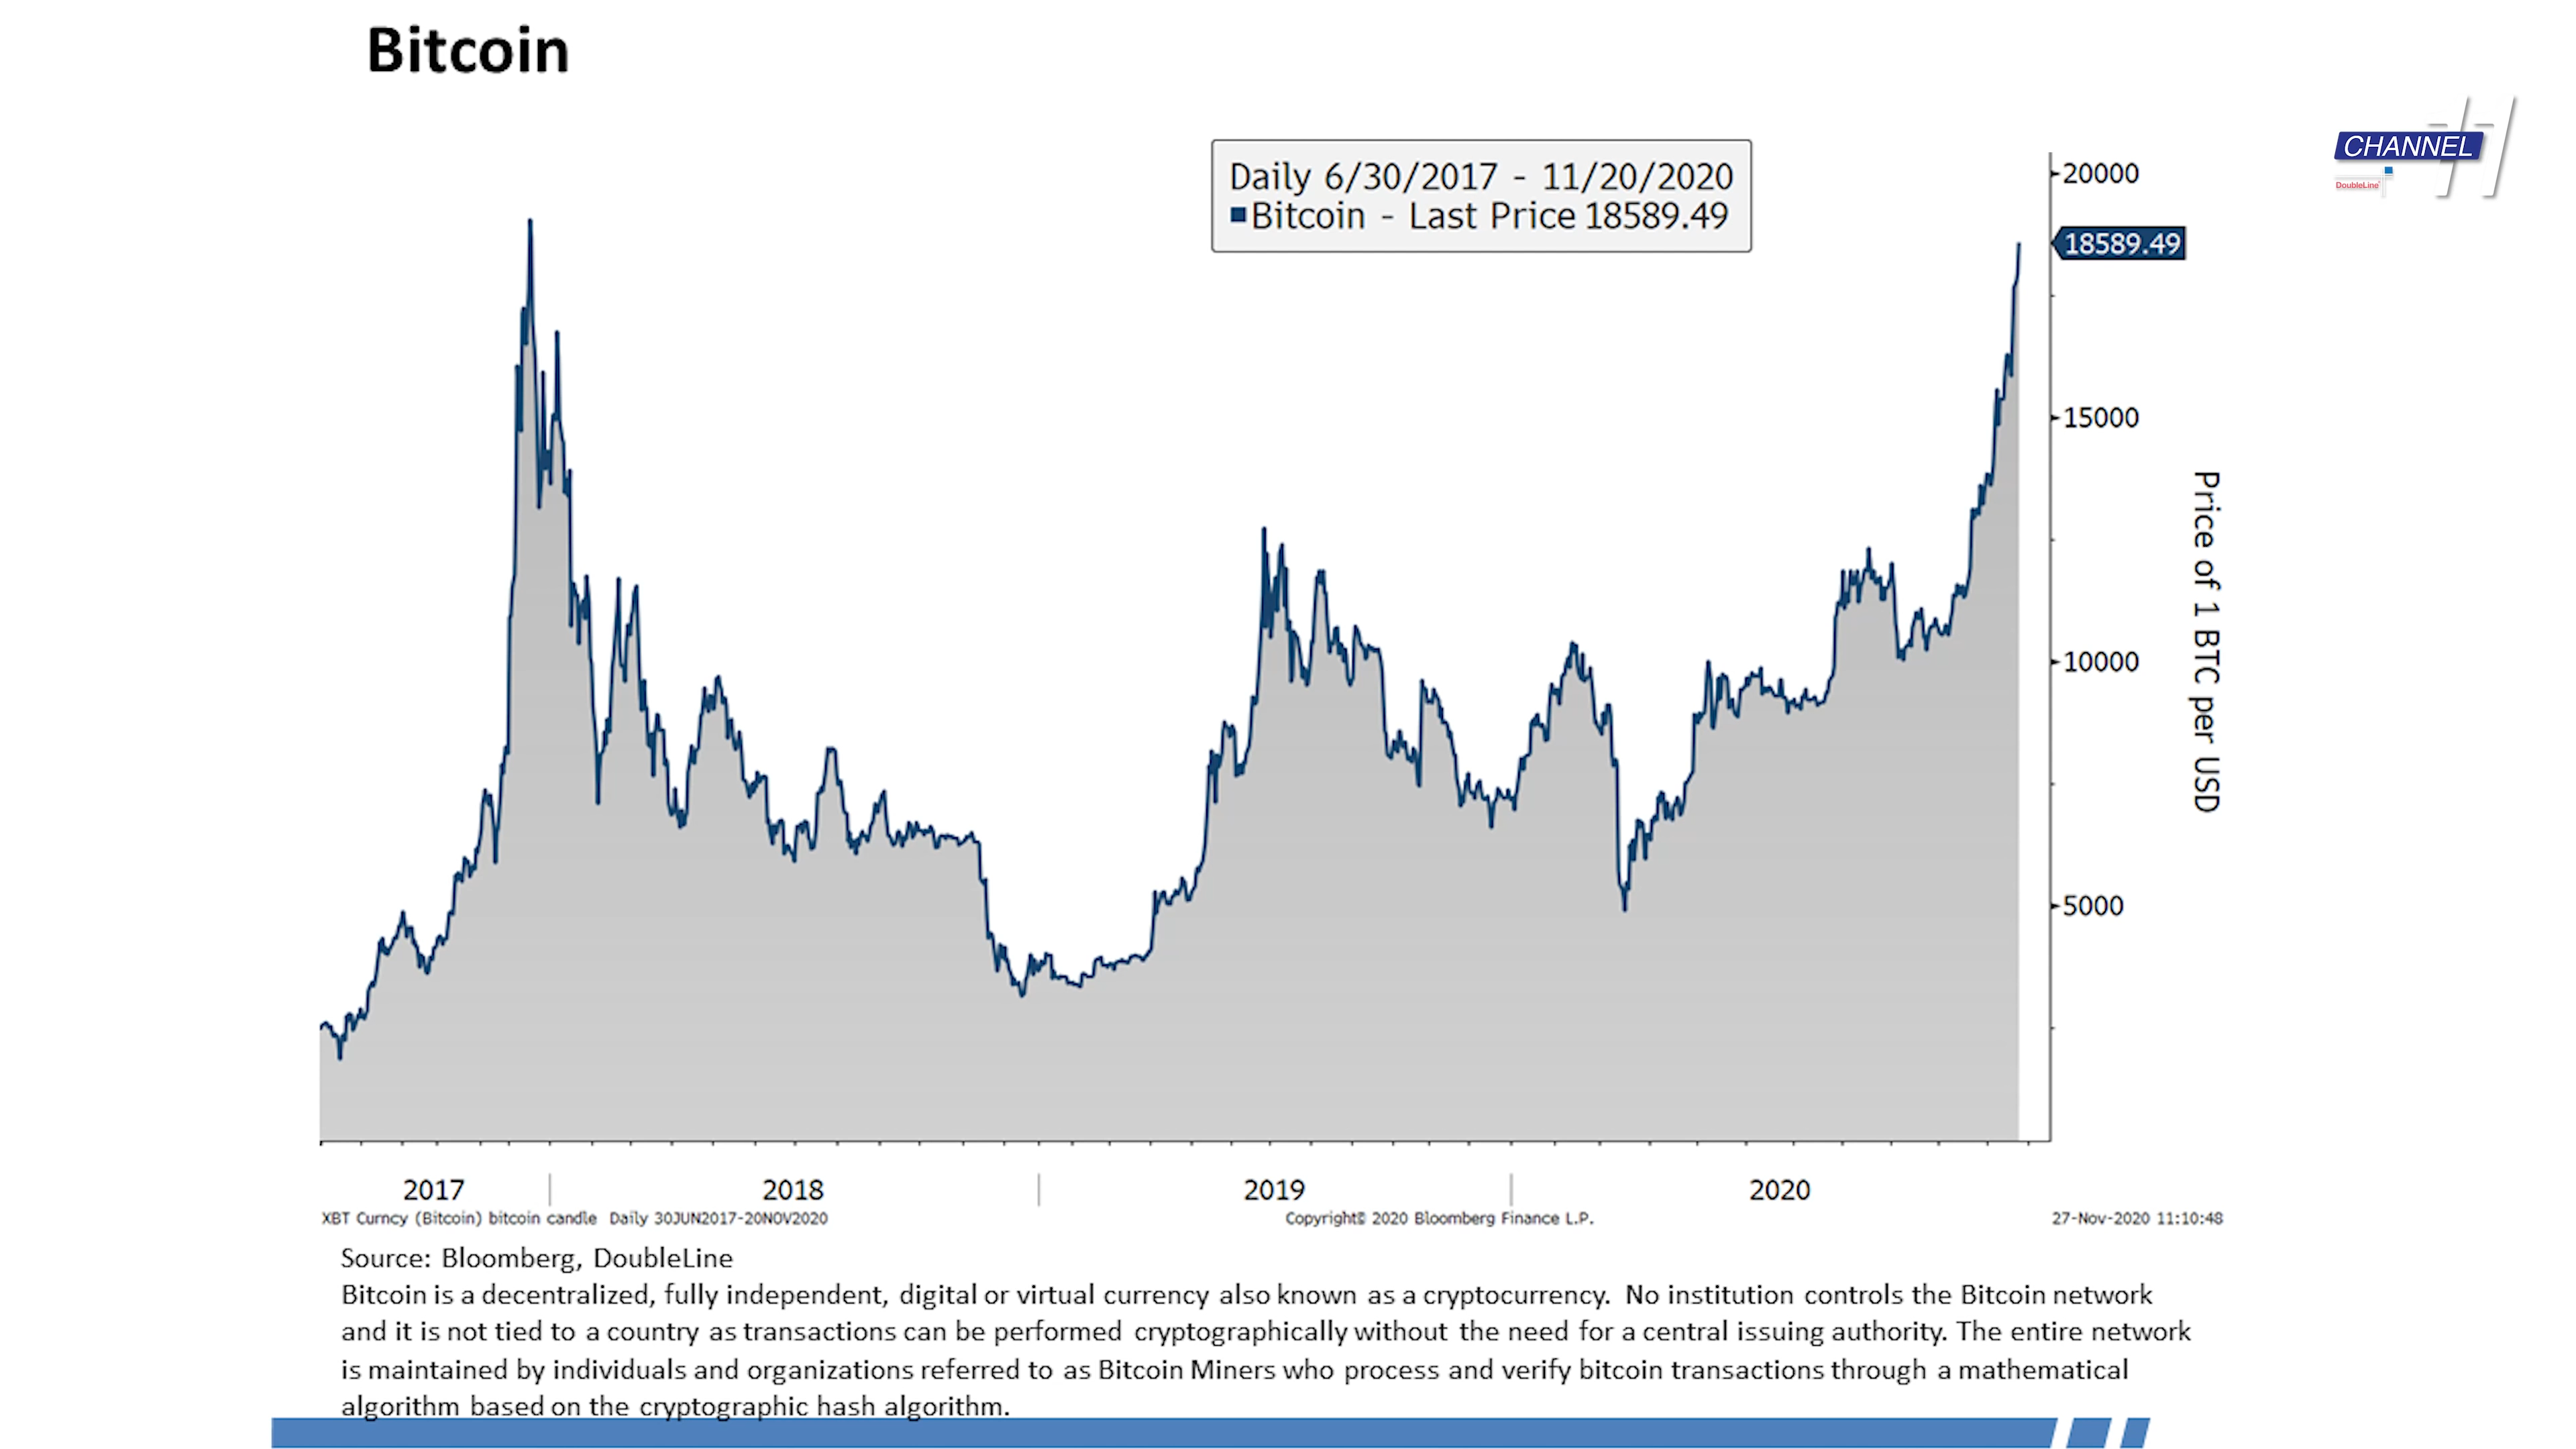 Bitcoin
CHANNEL 11
DoubleLine
Daily 6/30/2017 - 11/20/2020
Bitcoin - Last Price 18589.49
20000
18589.49
15000
10000
5000
Price of 1 BTC per USD
2017 2018 2019 2020
XBT Curncy (Bitcoin) bitcoin candle Daily 30JUN2017-20NOV2020 Copyright© 2020 Bloomberg Finance L.P. 27-Nov-2020 11:10:48
Source: Bloomberg, DoubleLine
Bitcoin is a decentralized, fully independent, digital or virtual currency also known as a cryptocurrency. No institution controls the Bitcoin network
and it is not tied to a country as transactions can be performed cryptographically without the need for a central issuing authority. The entire network
is maintained by individuals and organizations referred to as Bitcoin Miners who process and verify bitcoin transactions through a mathematical
algorithm based on the cryptographic hash algorithm.